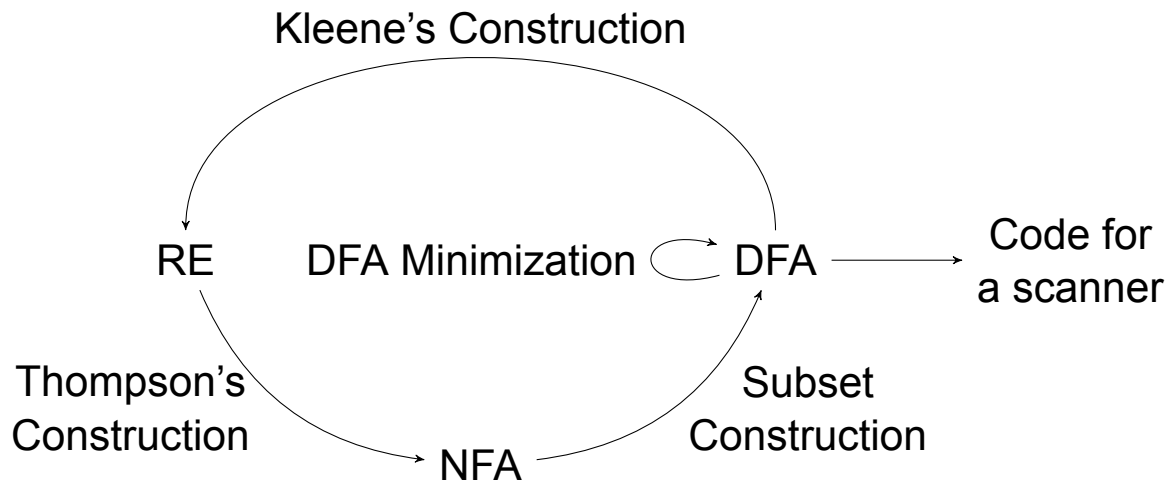 Kleene's Construction
RE
DFA Minimization
DFA
Code for
a scanner
Thompson's
Construction
Subset
Construction
NFA